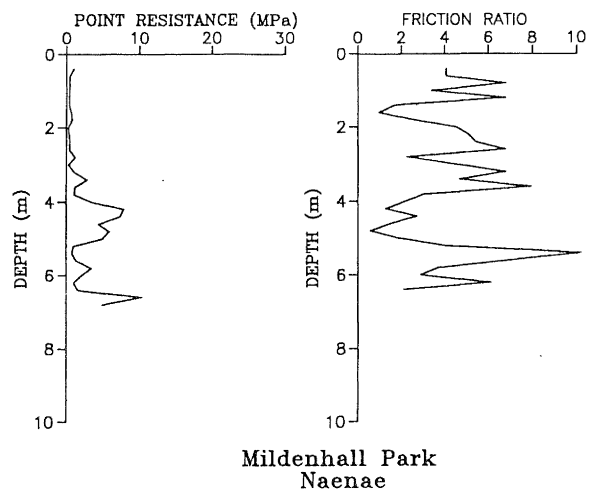 POINT RESISTANCE (MPa)
0 10 20 30
0
2
4
6
8
10
DEPTH (m)
FRICTION RATIO
0 2 4 6 8 10
0
2
4
6
8
10
DEPTH (m)
Mildenhall Park
Naenae